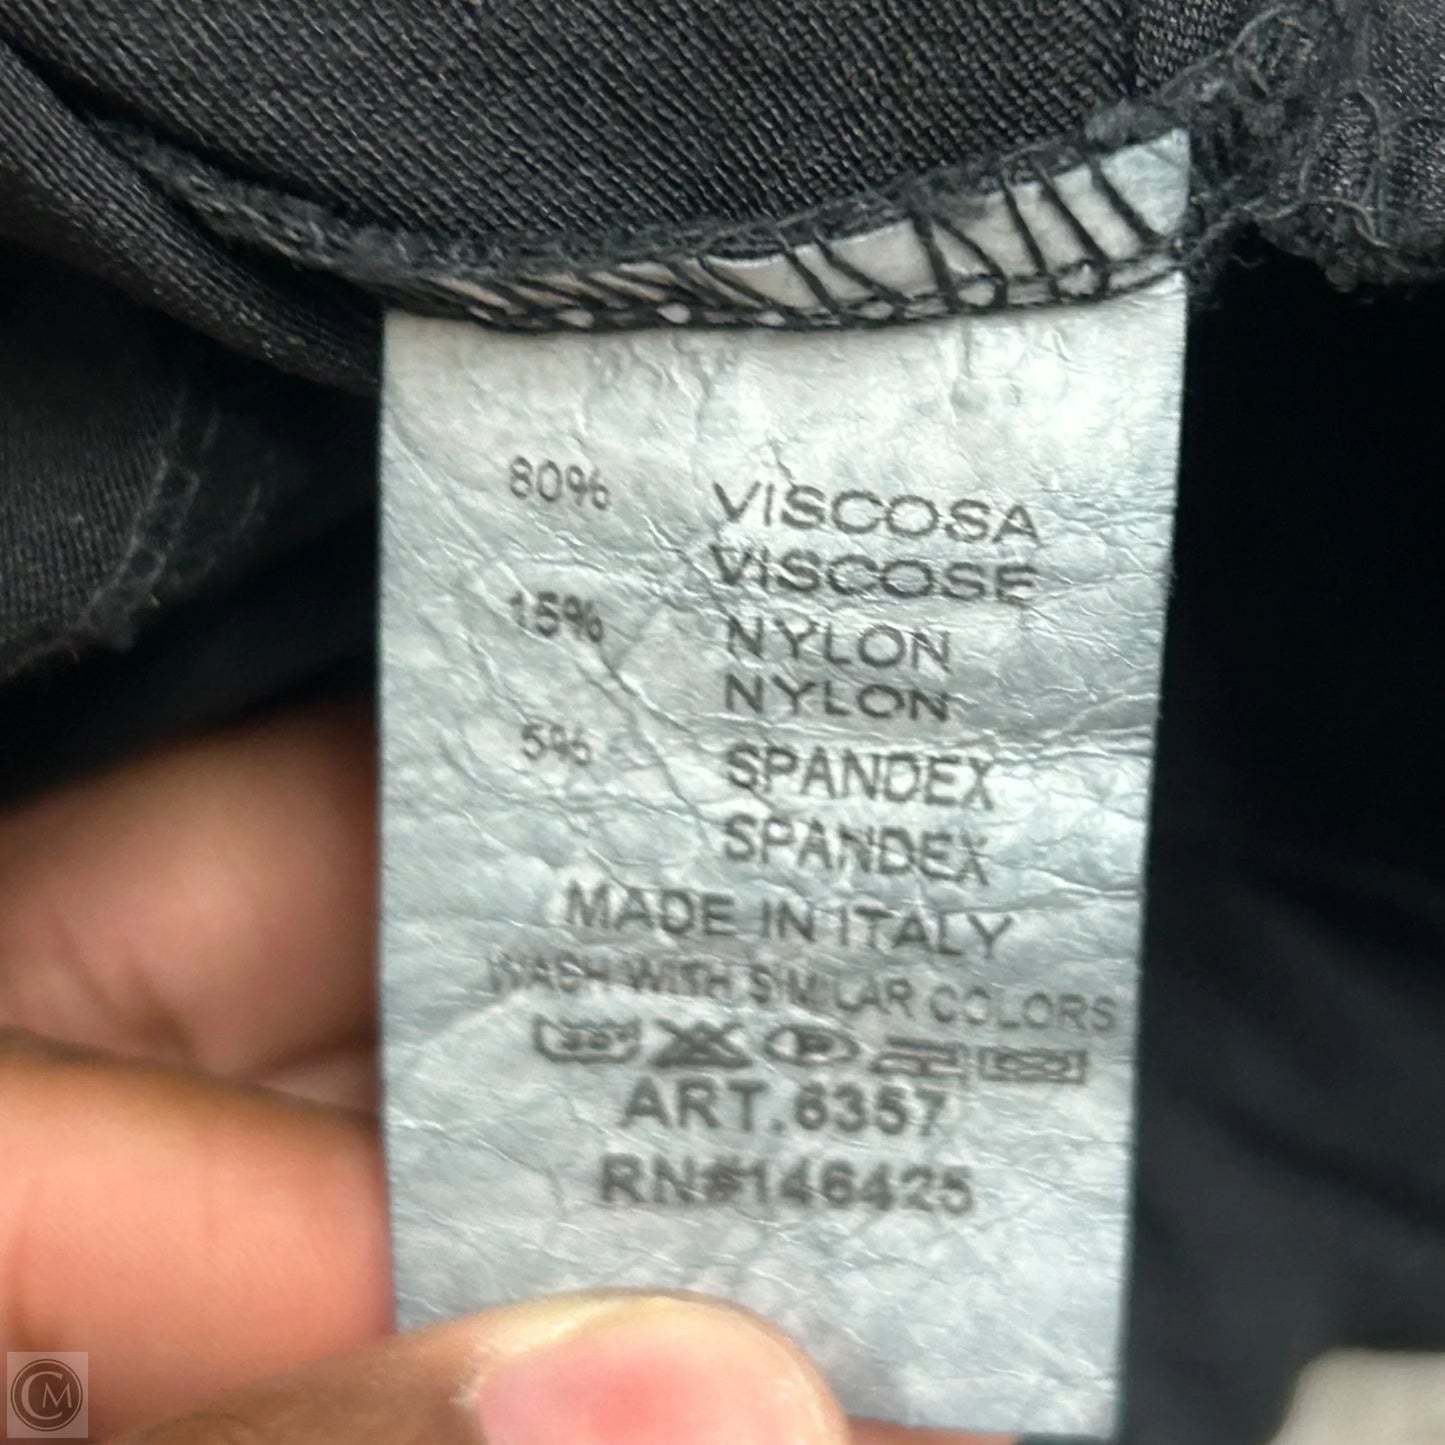 80% VISCOSA
VISCOSE
15% NYLON
NYLON
5% SPANDEX
SPANDEX
MADE IN ITALY
WASH WITH SIMILAR COLORS
P
ART.6357
RN#146425
CM